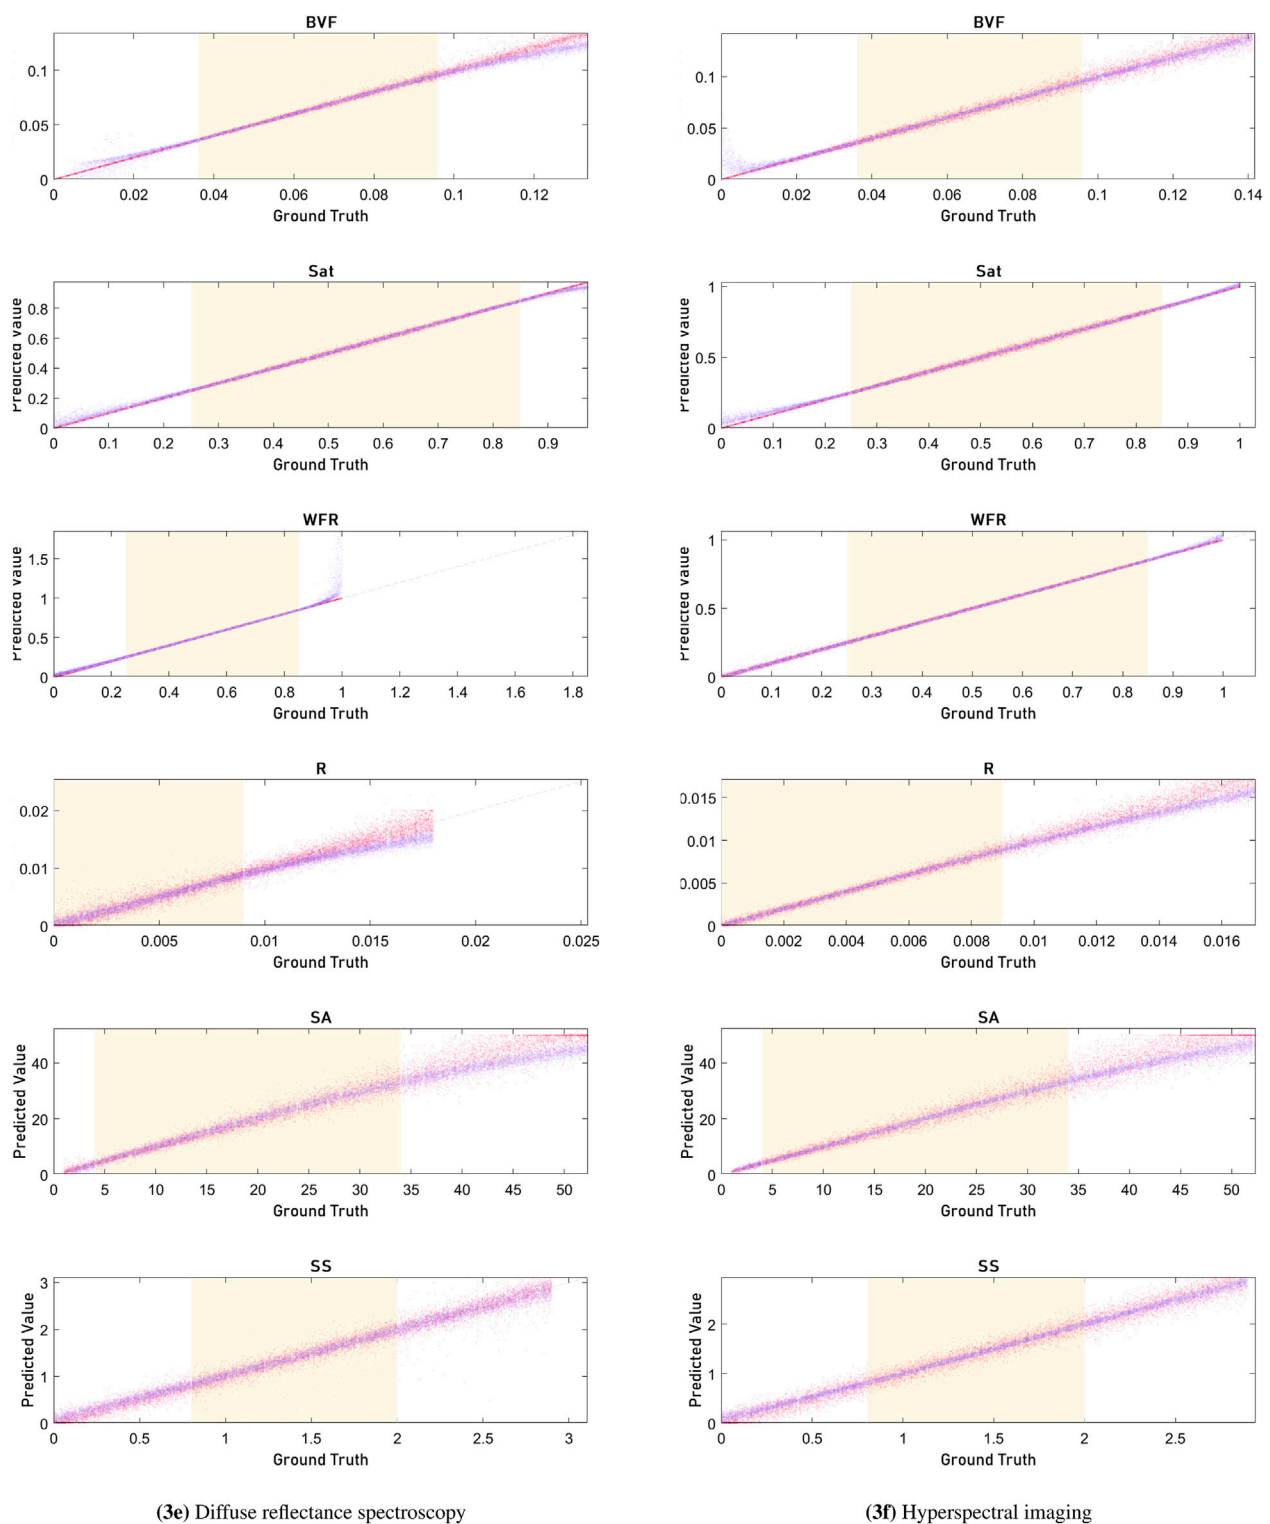 BVF
0.1
0.05
0
0 0.02 0.04 0.06 0.08 0.1 0.12
Ground Truth
BVF
0.1
0.05
0
0 0.02 0.04 0.06 0.08 0.1 0.12 0.14
Ground Truth
Sat
Predicted value
0.8
0.6
0.4
0.2
0
0 0.1 0.2 0.3 0.4 0.5 0.6 0.7 0.8 0.9
Ground Truth
Sat
Predicted value
1
0.5
0
0 0.1 0.2 0.3 0.4 0.5 0.6 0.7 0.8 0.9 1
Ground Truth
WFR
Predicted value
1.5
1
0.5
0
0 0.2 0.4 0.6 0.8 1 1.2 1.4 1.6 1.8
Ground Truth
WFR
Predicted value
1
0.5
0
0 0.1 0.2 0.3 0.4 0.5 0.6 0.7 0.8 0.9 1
Ground Truth
R
0.02
0.01
0
0 0.005 0.01 0.015 0.02 0.025
Ground Truth
R
0.015
0.01
0.005
0
0 0.002 0.004 0.006 0.008 0.01 0.012 0.014 0.016
Ground Truth
SA
Predicted Value
40
20
0
0 5 10 15 20 25 30 35 40 45 50
Ground Truth
SA
Predicted Value
40
20
0
0 5 10 15 20 25 30 35 40 45 50
Ground Truth
SS
Predicted Value
3
2
1
0
0 0.5 1 1.5 2 2.5 3
Ground Truth
SS
Predicted Value
2
1
0
0 0.5 1 1.5 2 2.5
Ground Truth
(3e) Diffuse reflectance spectroscopy
(3f) Hyperspectral imaging